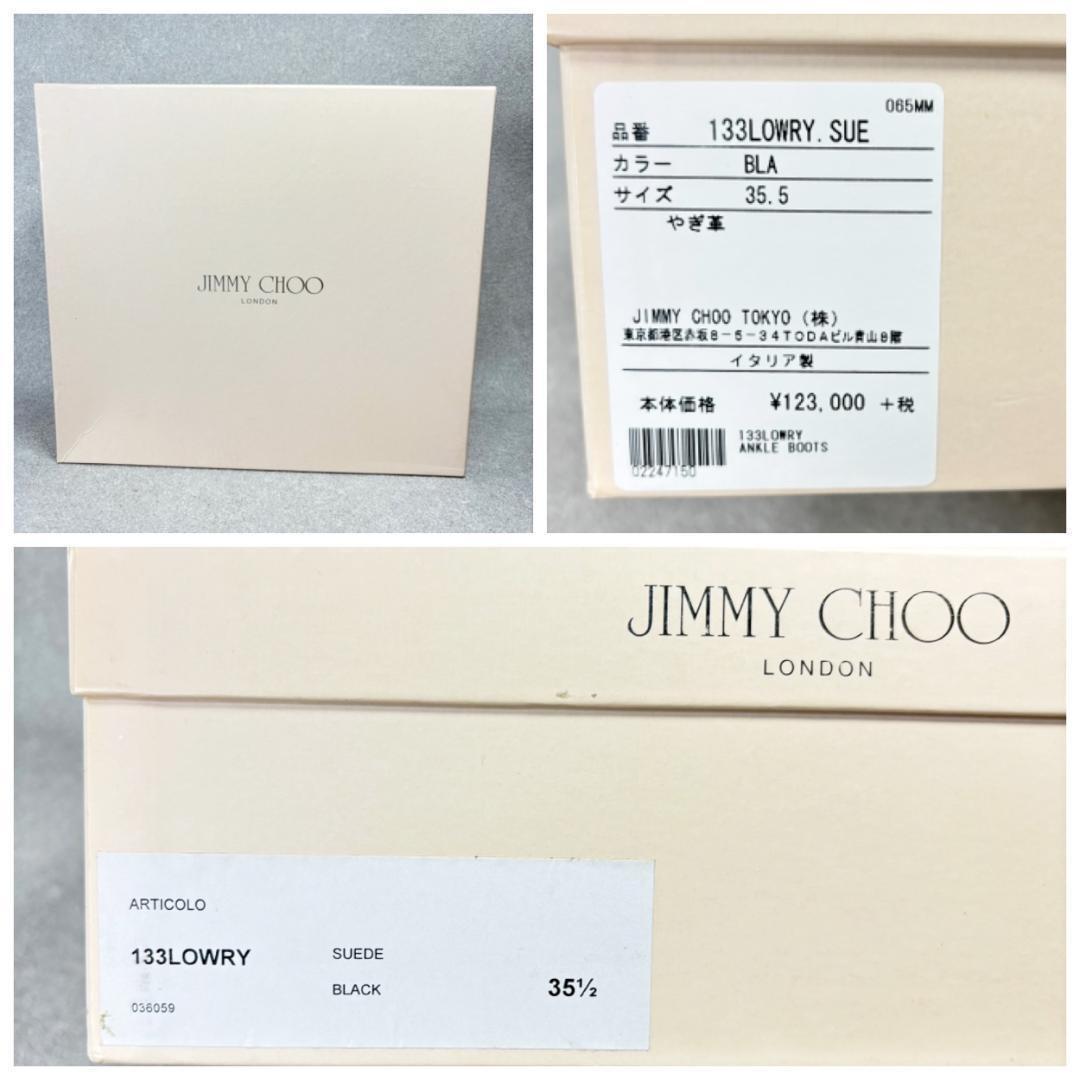 JIMMY CHOO
LONDON
065MM
品番 133LOWRY.SUE
カラー BLA
サイズ 35.5
やぎ革
JIMMY CHOO TOKYO (株)
東京都港区赤坂8-5-34TODAビル青山8階
イタリア製
本体価格 ¥123,000 +税
133LOWRY
ANKLE BOOTS
02247150
JIMMY CHOO
LONDON
ARTICOLO
133LOWRY SUEDE
BLACK 35½
036059